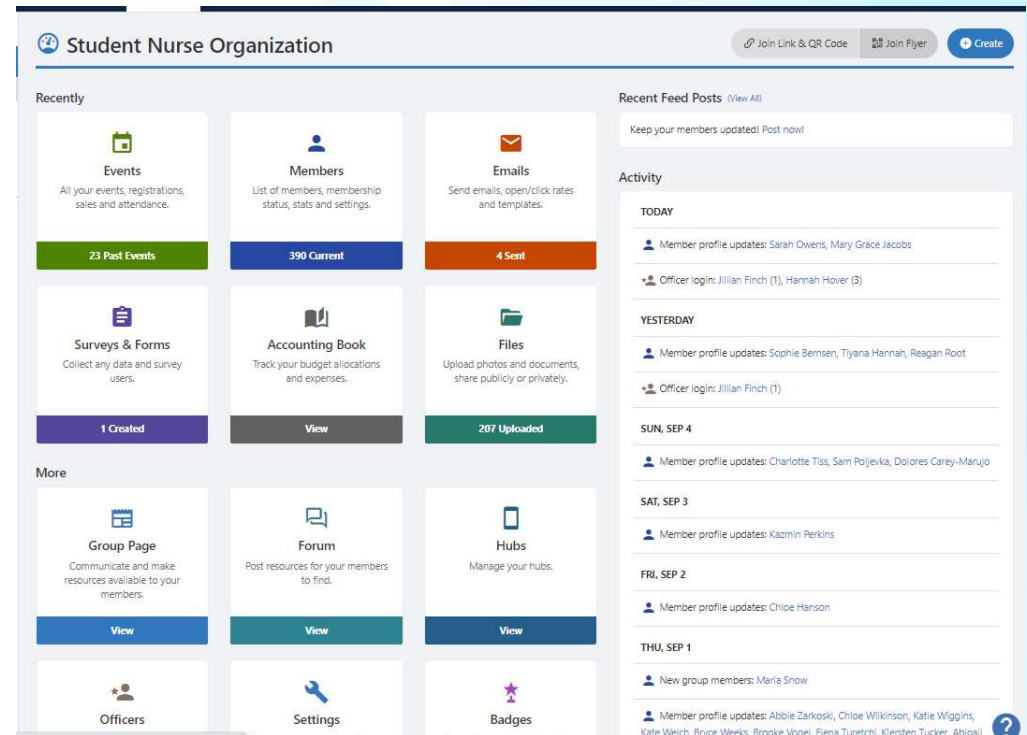 Student Nurse Organization
Join Link & QR Code
Join Flyer
Create
Recently
Events
All your events, registrations,
sales and attendance.
23 Past Events
Members
List of members, membership
status, stats and settings.
390 Current
Emails
Send emails, open/click rates
and templates.
4 Sent
Surveys & Forms
Collect any data and survey
users.
1 Created
Accounting Book
Track your budget allocations
and expenses.
View
Files
Upload photos and documents,
share publicly or privately.
207 Uploaded
More
Group Page
Communicate and make
resources available to your
members.
View
Forum
Post resources for your members
to find.
View
Hubs
Manage your hubs.
View
Officers
Settings
Badges
Recent Feed Posts (View All)
Keep your members updated! Post now!
Activity
TODAY
Member profile updates: Sarah Owens, Mary Grace Jacobs
Officer login: Jillian Finch (1), Hannah Hover (3)
YESTERDAY
Member profile updates: Sophie Bernsen, Tiyana Hannah, Reagan Root
Officer login: Jillian Finch (1)
SUN, SEP 4
Member profile updates: Charlotte Tiss, Sam Poljevka, Dolores Carey-Marujo
SAT, SEP 3
Member profile updates: Kazmin Perkins
FRI, SEP 2
Member profile updates: Chloe Hanson
THU, SEP 1
New group members: Maria Snow
Member profile updates: Abbie Zarkoski, Chloe Wilkinson, Katie Wiggins,
Kate Welch, Bryce Weeks, Brooke Vogel, Elena Turetchi, Kiersten Tucker, Abigail
?